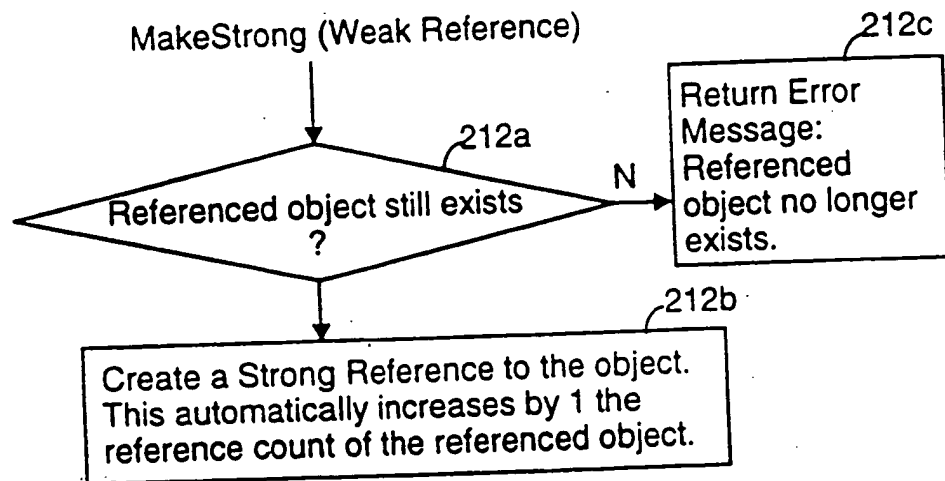 MakeStrong (Weak Reference)
212c
Return Error
Message:
Referenced
object no longer
exists.
212a
N
Referenced object still exists
?
212b
Create a Strong Reference to the object.
This automatically increases by 1 the
reference count of the referenced object.